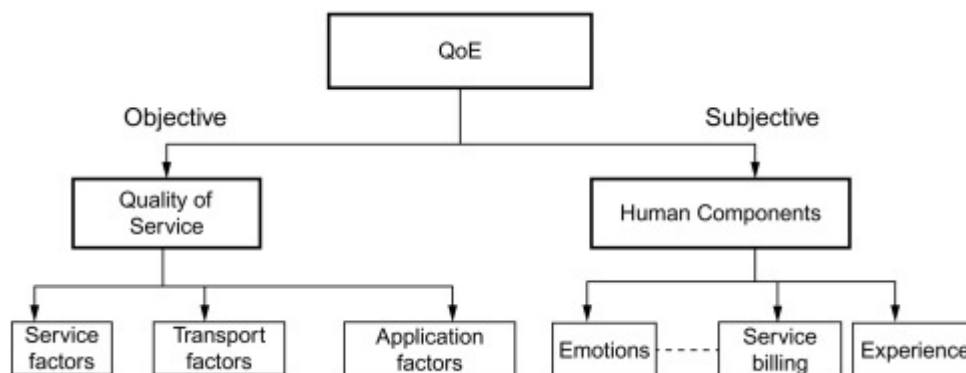 QoE
Objective
Subjective
Quality of
Service
Human Components
Service
factors
Transport
factors
Application
factors
Emotions
Service
billing
Experience